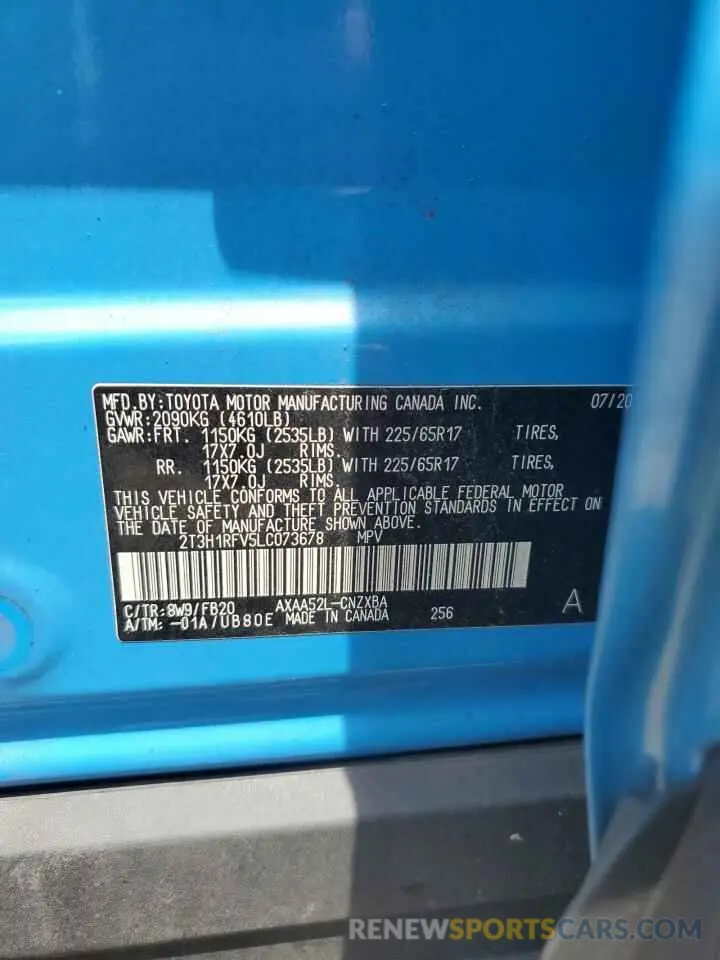 MFD. BY: TOYOTA MOTOR MANUFACTURING CANADA INC. 07/20
GVWR: 2090KG (4610LB)
GAWR: FRT. 1150KG (2535LB) WITH 225/65R17 TIRES,
17X7.0J RIMS.
RR. 1150KG (2535LB) WITH 225/65R17 TIRES,
17X7.0J RIMS.
THIS VEHICLE CONFORMS TO ALL APPLICABLE FEDERAL MOTOR
VEHICLE SAFETY AND THEFT PREVENTION STANDARDS IN EFFECT ON
THE DATE OF MANUFACTURE SHOWN ABOVE.
2T3H1RFV5LC073678 MPV
C/TR: 8W9/FB20 AXAA52L-CNZXBA
A/TM: -01A/UB80E MADE IN CANADA 256 A
RENEWSPORTSCARS.COM